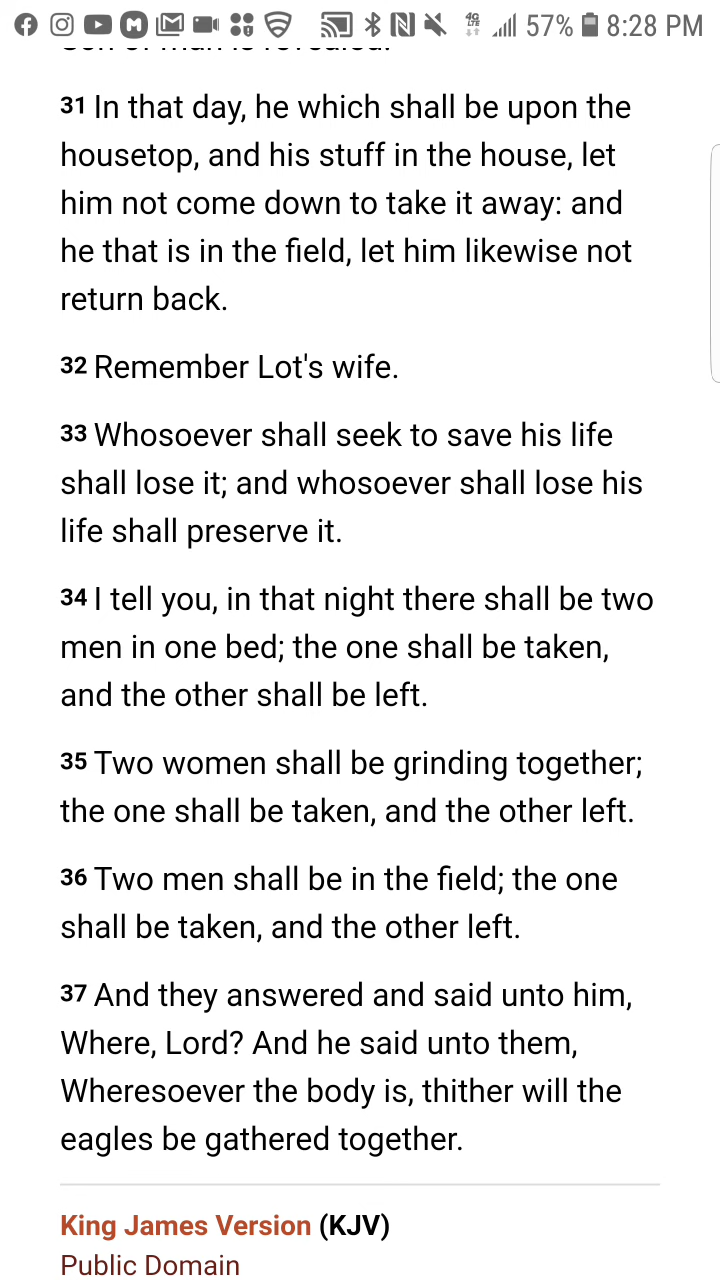 57% 8:28 PM
Son of man is revealed.
31 In that day, he which shall be upon the
housetop, and his stuff in the house, let
him not come down to take it away: and
he that is in the field, let him likewise not
return back.
32 Remember Lot's wife.
33 Whosoever shall seek to save his life
shall lose it; and whosoever shall lose his
life shall preserve it.
34 I tell you, in that night there shall be two
men in one bed; the one shall be taken,
and the other shall be left.
35 Two women shall be grinding together;
the one shall be taken, and the other left.
36 Two men shall be in the field; the one
shall be taken, and the other left.
37 And they answered and said unto him,
Where, Lord? And he said unto them,
Wheresoever the body is, thither will the
eagles be gathered together.
King James Version (KJV)
Public Domain